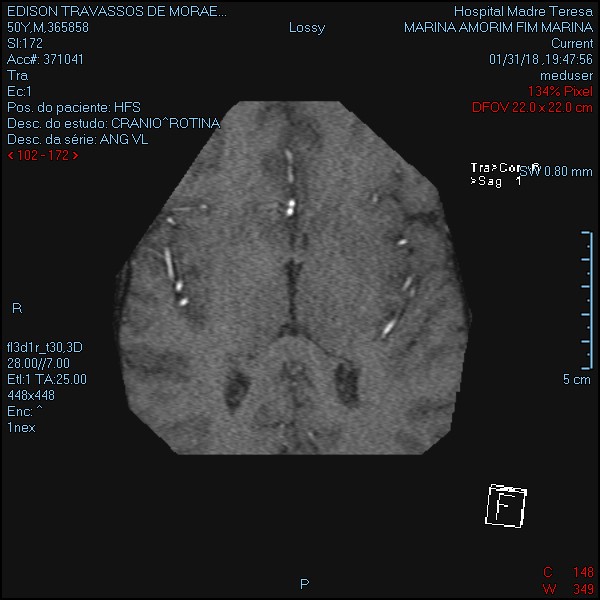 EDISON TRAVASSOS DE MORAE...
50Y,M,365858
Sl:172
Acc#: 371041
Tra
Ec:1
Pos. do paciente: HFS
Desc. do estudo: CRANIO^ROTINA
Desc. da série: ANG VL
< 102 - 172 >
Lossy
Hospital Madre Teresa
MARINA AMORIM FIM MARINA
Current
01/31/18 ,19:47:56
meduser
134% Pixel
DFOV 22.0 x 22.0 cm
Tra>Cor
SW 0.80 mm
>Sag 1
R
fl3d1r_t30,3D
28.00//7.00
Etl:1 TA:25.00
448x448
Enc: ^
1nex
5 cm
F
P
C 148
W 349